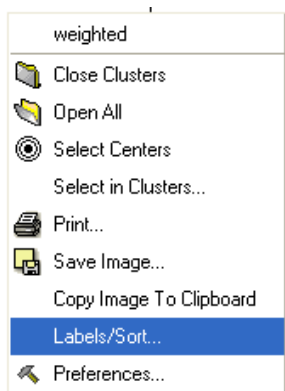 weighted
Close Clusters
Open All
Select Centers
Select in Clusters...
Print...
Save Image...
Copy Image To Clipboard
Labels/Sort...
Preferences...